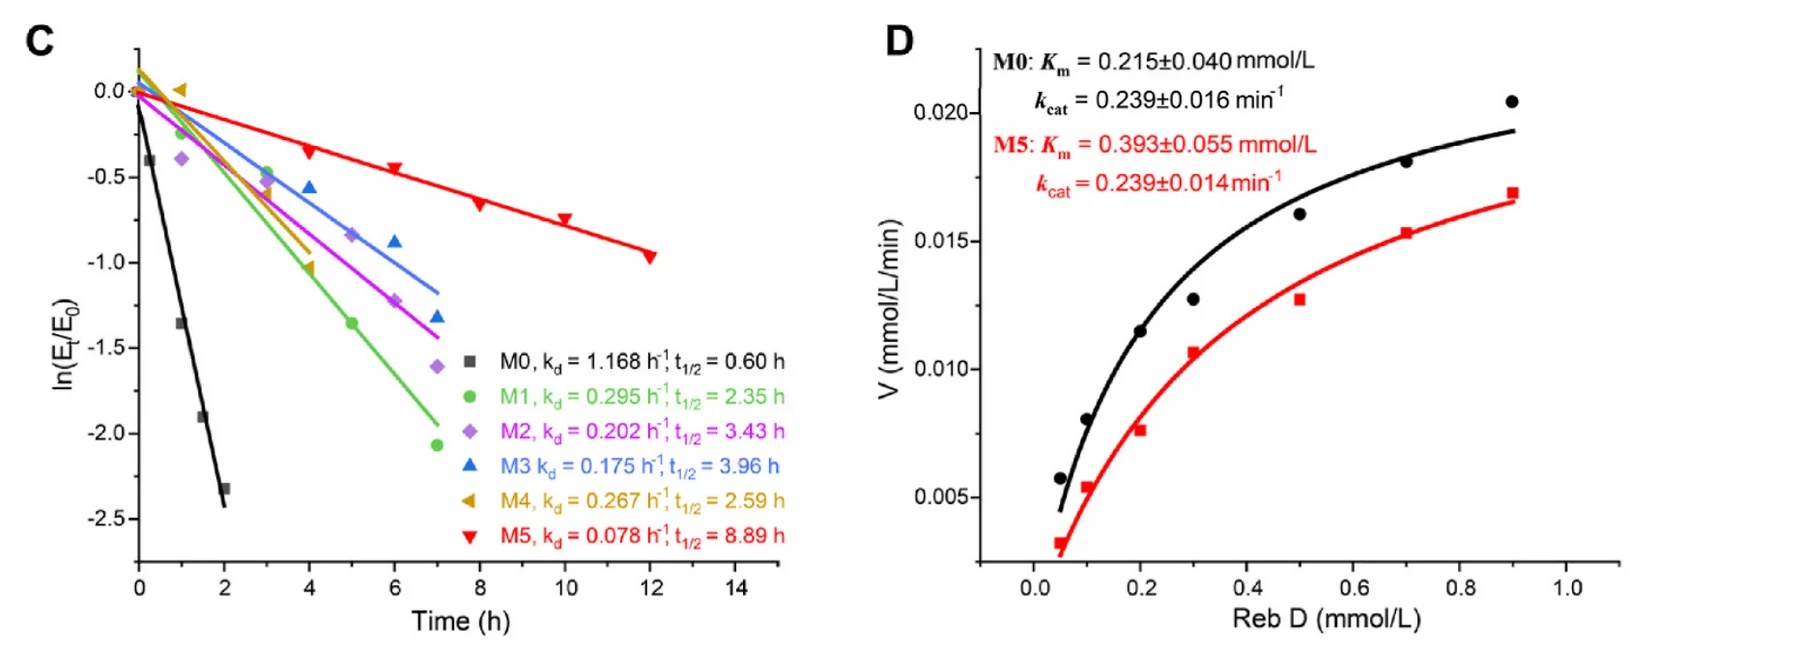 C
0.0
-0.5
-1.0
-1.5
-2.0
-2.5
ln(Et/E0)
M0, kd = 1.168 h-1; t1/2 = 0.60 h
M1, kd = 0.295 h-1; t1/2 = 2.35 h
M2, kd = 0.202 h-1; t1/2 = 3.43 h
M3 kd = 0.175 h-1; t1/2 = 3.96 h
M4, kd = 0.267 h-1; t1/2 = 2.59 h
M5, kd = 0.078 h-1; t1/2 = 8.89 h
0 2 4 6 8 10 12 14
Time (h)
D
M0: Km = 0.215±0.040 mmol/L
kcat = 0.239±0.016 min-1
M5: Km = 0.393±0.055 mmol/L
kcat = 0.239±0.014 min-1
0.020
0.015
0.010
0.005
V (mmol/L/min)
0.0 0.2 0.4 0.6 0.8 1.0
Reb D (mmol/L)